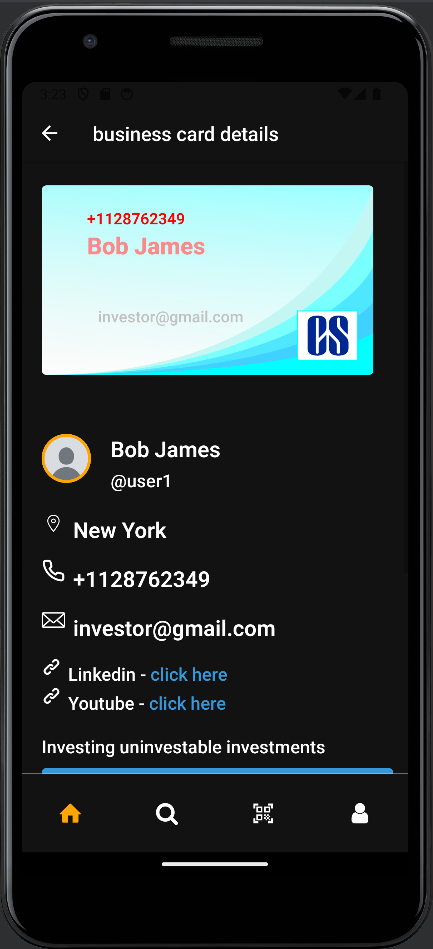 3:23
business card details
+1128762349
Bob James
investor@gmail.com
CS
Bob James
@user1
New York
+1128762349
investor@gmail.com
Linkedin - click here
Youtube - click here
Investing uninvestable investments